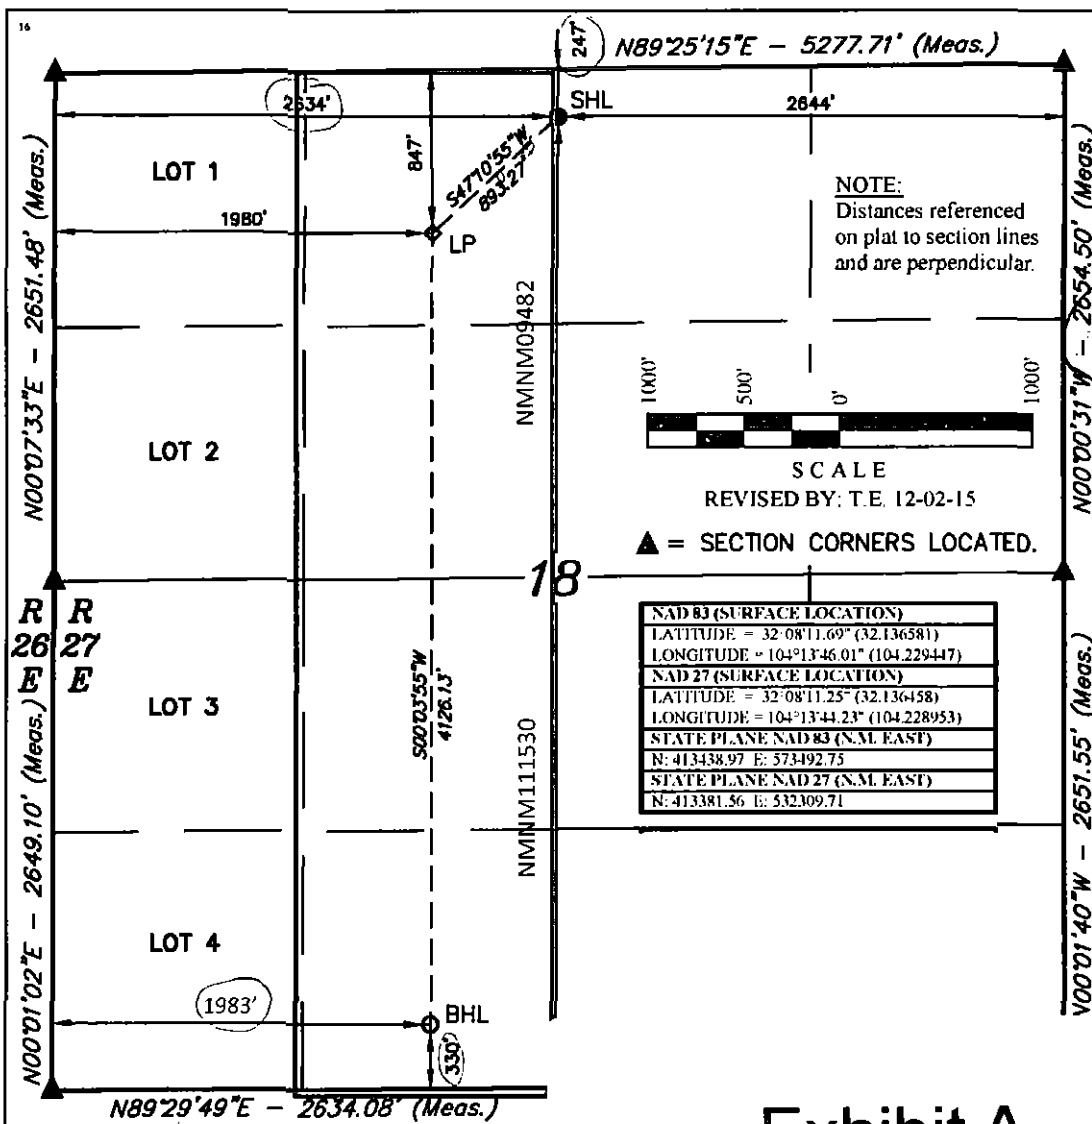 16
247'
N89°25'15"E - 5277.71' (Meas.)
2634'
SHL
2644'
LOT 1
847'
S47°10'55"W
893.27'
NOTE:
Distances referenced
on plat to section lines
and are perpendicular.
1980'
LP
N00°07'33"E - 2651.48' (Meas.)
N00°00'31"W - 2654.50' (Meas.)
NMNM09482
1000'
500'
0'
1000'
SCALE
REVISED BY: T.E. 12-02-15
▲ = SECTION CORNERS LOCATED.
LOT 2
18
R R
26 27
E E
NAD 83 (SURFACE LOCATION)
LATITUDE = 32°08'11.69" (32.136581)
LONGITUDE = 104°13'46.01" (104.229447)
NAD 27 (SURFACE LOCATION)
LATITUDE = 32°08'11.25" (32.136458)
LONGITUDE = 104°13'44.23" (104.228953)
STATE PLANE NAD 83 (N.M. EAST)
N: 413438.97 E: 573492.75
STATE PLANE NAD 27 (N.M. EAST)
N: 413381.56 E: 532309.71
LOT 3
S00°03'55"W
4126.13'
NMNM111530
N00°01'02"E - 2649.10' (Meas.)
V00°01'40"W - 2651.55' (Meas.)
LOT 4
1983'
BHL
330'
N89°29'49"E - 2634.08' (Meas.)
Exhibit A